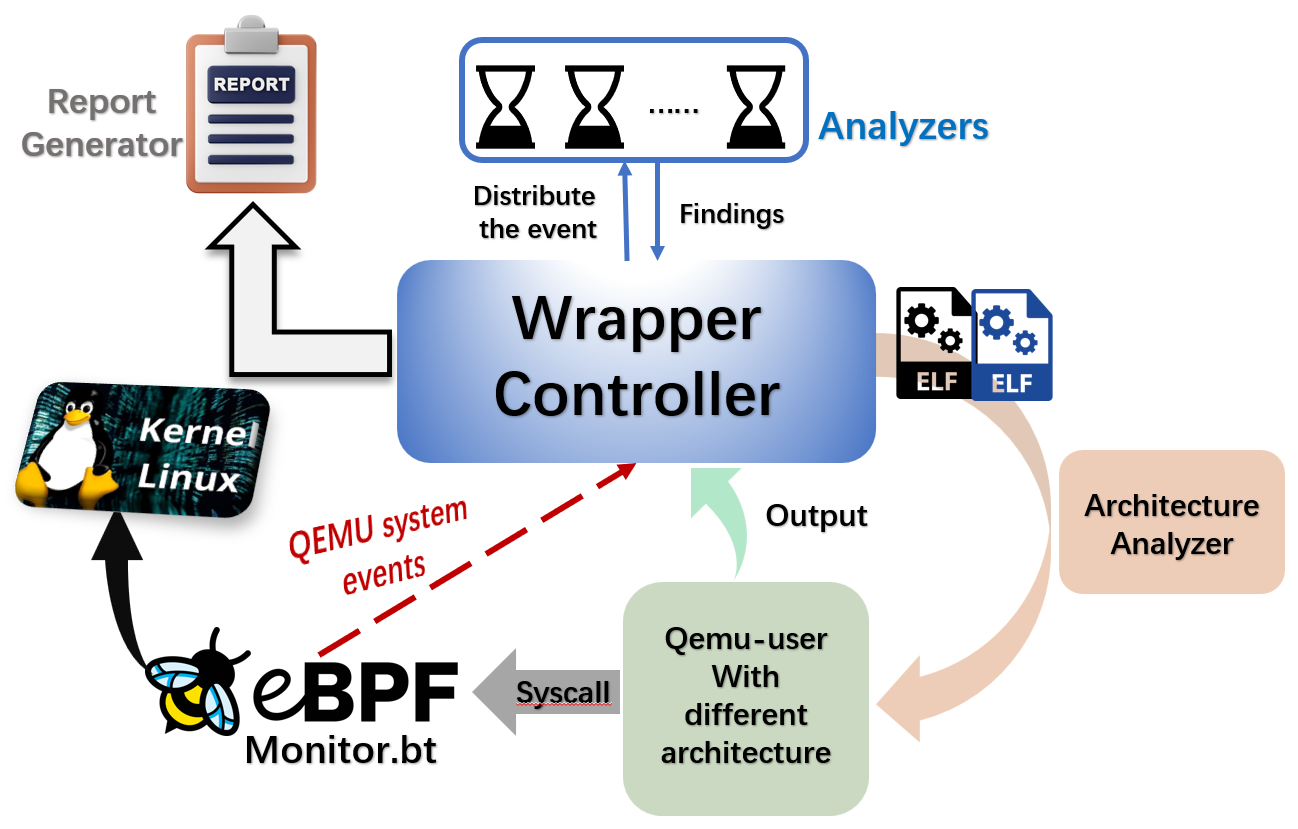 Report
Generator
REPORT
......
Analyzers
Distribute
the event
Findings
Wrapper
Controller
ELF
ELF
Kernel
Linux
Architecture
Analyzer
QEMU system
events
Output
Qemu-user
With
different
architecture
Syscall
eBPF
Monitor.bt